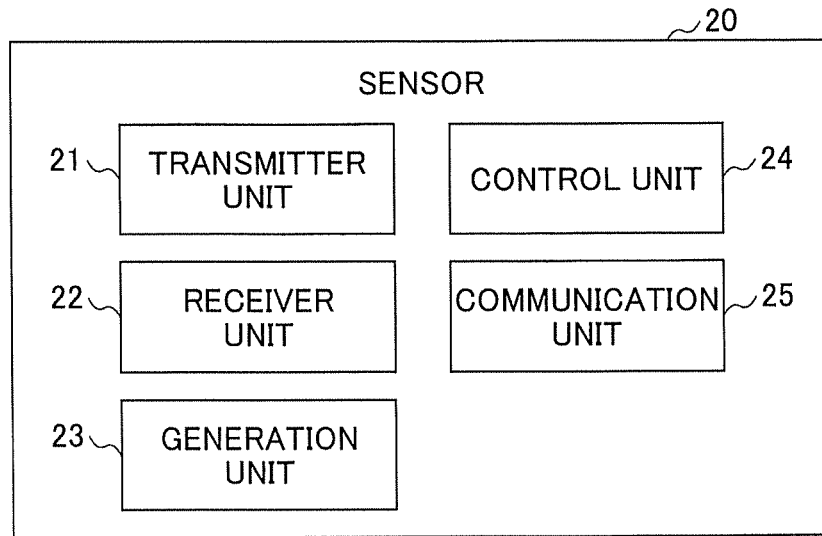 20
SENSOR
21
TRANSMITTER
UNIT
24
CONTROL UNIT
22
RECEIVER
UNIT
25
COMMUNICATION
UNIT
23
GENERATION
UNIT